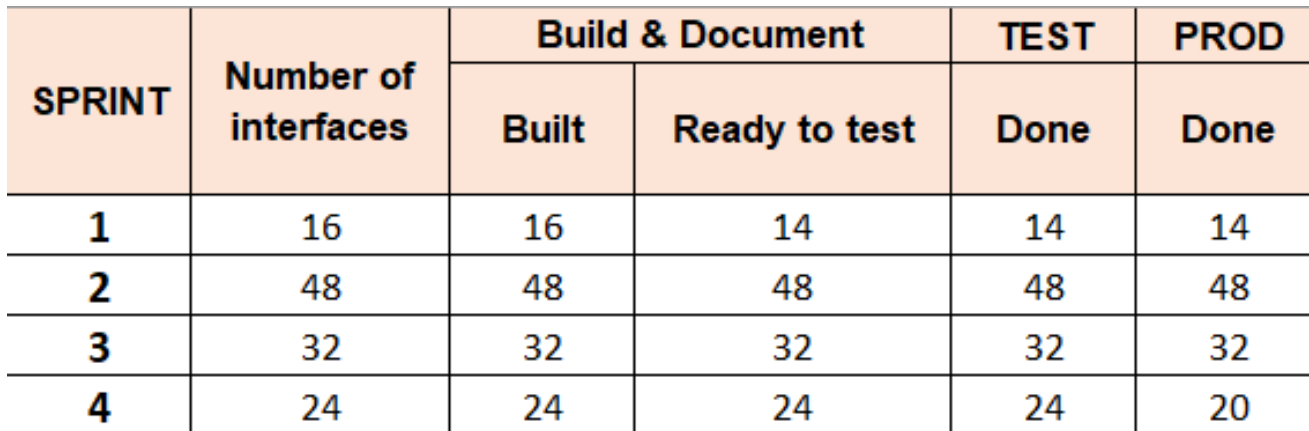 SPRINT Number of interfaces Build & Document TEST PROD
Built Ready to test Done Done
1 16 16 14 14 14
2 48 48 48 48 48
3 32 32 32 32 32
4 24 24 24 24 20